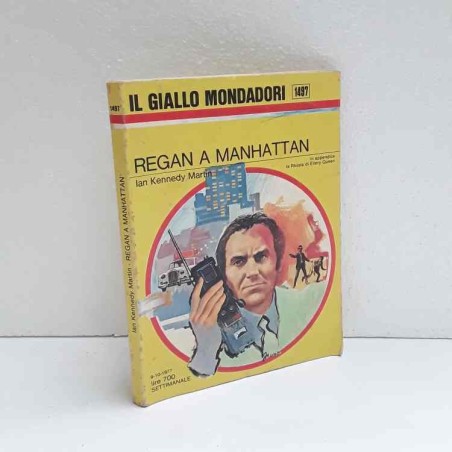 IL GIALLO MONDADORI 1497
REGAN A MANHATTAN
Ian Kennedy Martin
in appendice
la Rivista di Ellery Queen
lire 700
SETTIMANALE
1497
Ian Kennedy Martin - REGAN A MANHATTAN